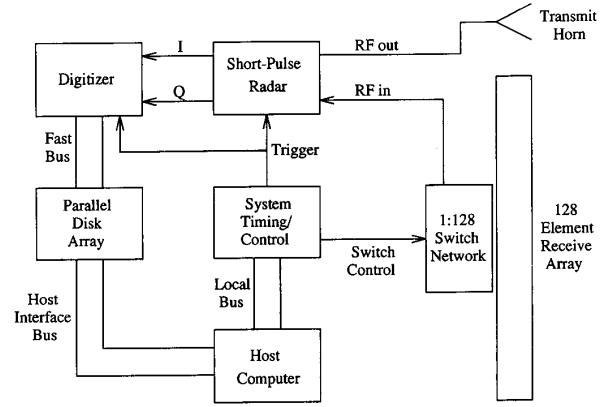 Transmit
Horn
I
RF out
Digitizer
Short-Pulse
Radar
Q
RF in
Fast
Bus
Trigger
Parallel
Disk
Array
System
Timing/
Control
1:128
Switch
Network
128
Element
Receive
Array
Switch
Control
Local
Bus
Host
Interface
Bus
Host
Computer